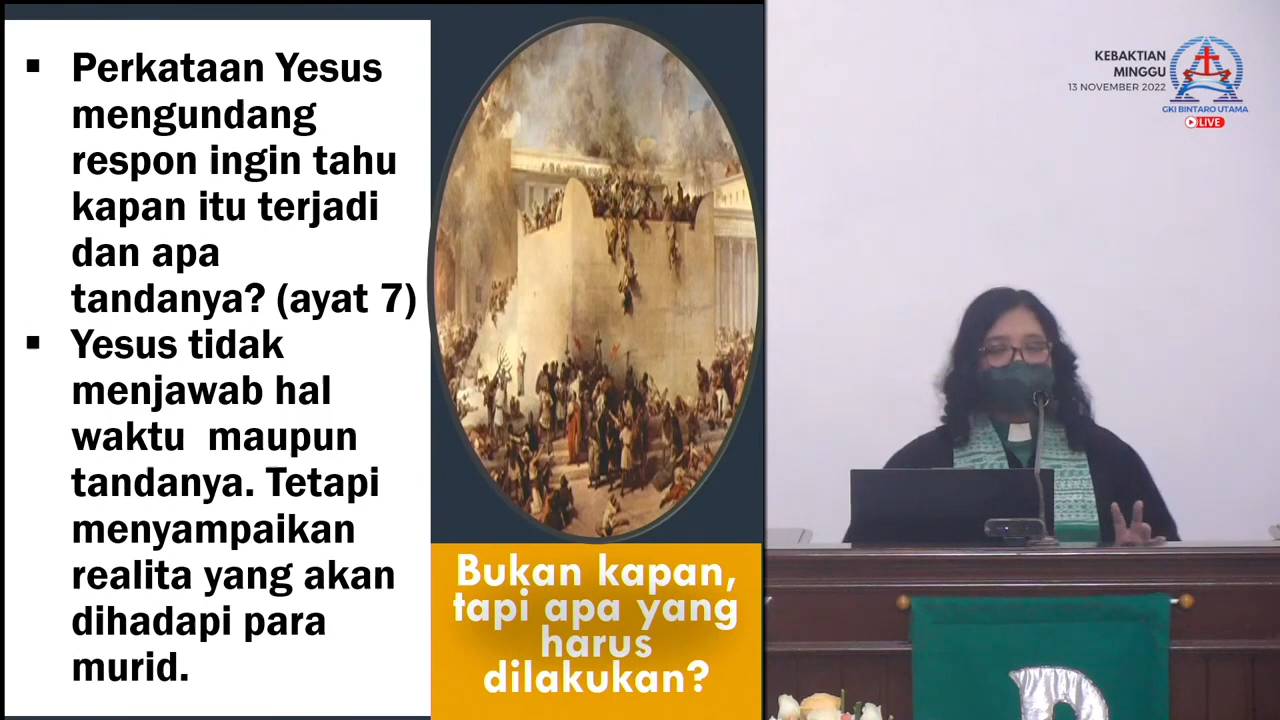 ▪ Perkataan Yesus
mengundang
respon ingin tahu
kapan itu terjadi
dan apa
tandanya? (ayat 7)
▪ Yesus tidak
menjawab hal
waktu maupun
tandanya. Tetapi
menyampaikan
realita yang akan
dihadapi para
murid.
Bukan kapan,
tapi apa yang
harus
dilakukan?
KEBAKTIAN
MINGGU
13 NOVEMBER 2022
GKI BINTARO UTAMA
LIVE